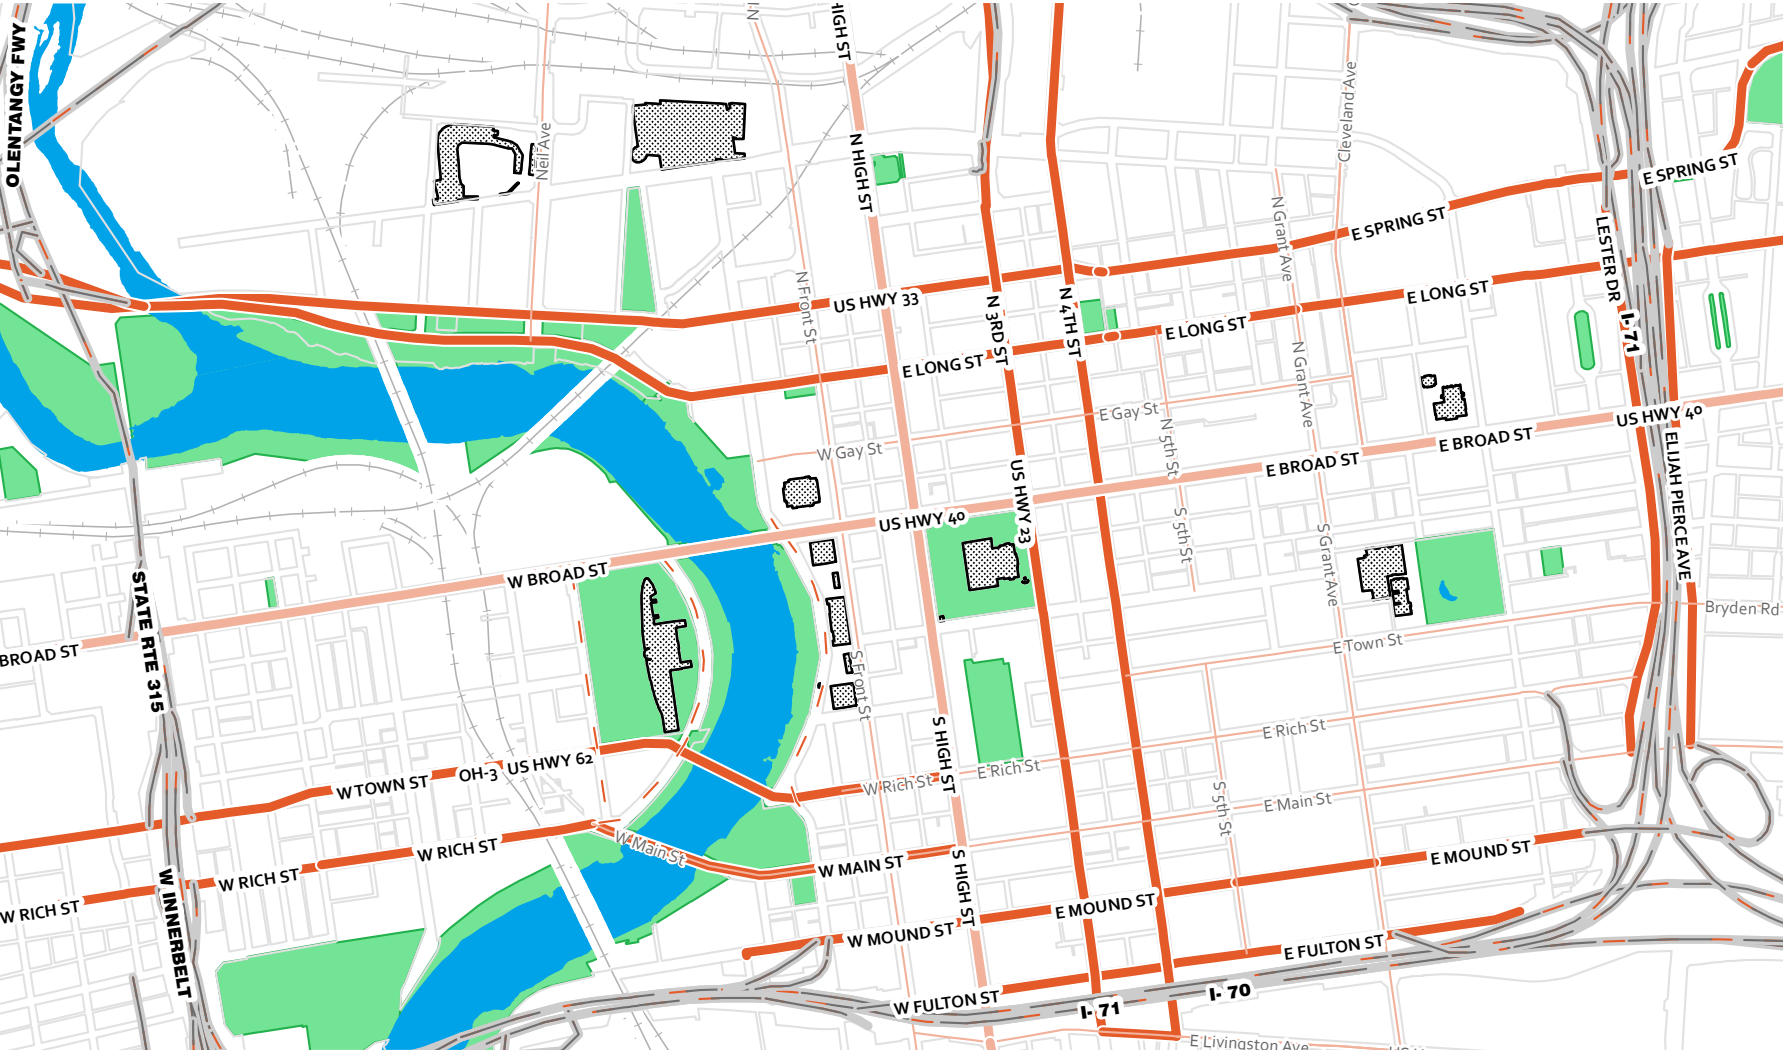 OLENTANGY FWY
HIGH ST
N HIGH ST
Neil Ave
Cleveland Ave
E SPRING ST
E SPRING ST
N Grant Ave
LESTER DR
US HWY 33
N Front St
N 3RD ST
N 4TH ST
E LONG ST
E LONG ST
E LONG ST
I- 71
N Grant Ave
E Gay St
W Gay St
N 5th St
US HWY 40
E BROAD ST
E BROAD ST
ELIJAH PIERCE AVE
US HWY 23
US HWY 40
S 5th St
S Grant Ave
W BROAD ST
BROAD ST
STATE RTE 315
Bryden Rd
E Town St
S Front St
S HIGH ST
E Rich St
E Rich St
W Rich St
OH-3
US HWY 62
W TOWN ST
E Main St
S 5th St
W Main St
W RICH ST
W RICH ST
W RICH ST
W MAIN ST
S HIGH ST
E MOUND ST
E MOUND ST
W MOUND ST
W INNERBELT
E FULTON ST
W FULTON ST
I- 70
I- 71
E Livingston Ave